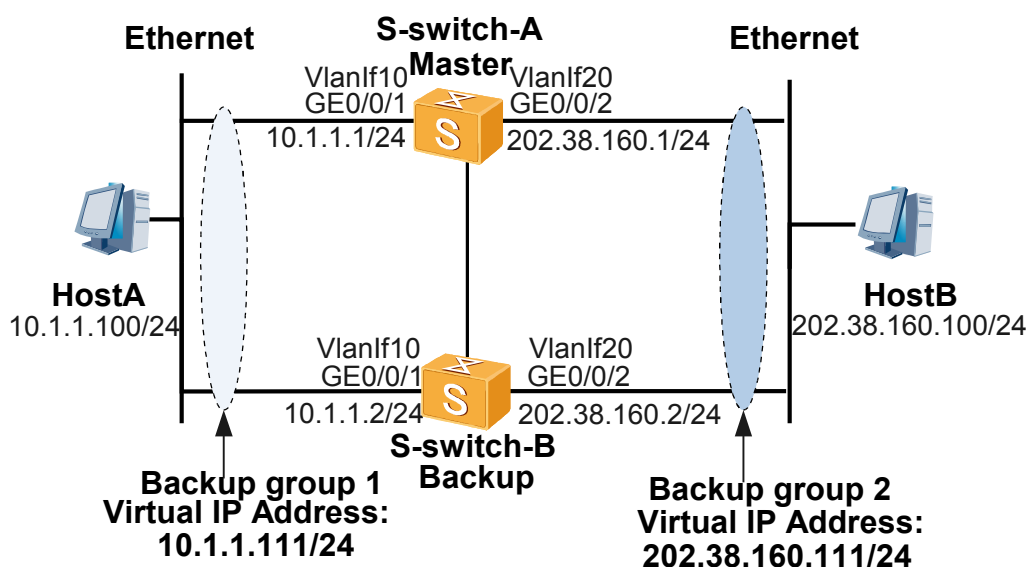 Ethernet
S-switch-A
Master
Ethernet
VlanIf10
GE0/0/1
10.1.1.1/24
VlanIf20
GE0/0/2
202.38.160.1/24
S
HostA
10.1.1.100/24
HostB
202.38.160.100/24
VlanIf10
GE0/0/1
10.1.1.2/24
VlanIf20
GE0/0/2
202.38.160.2/24
S
S-switch-B
Backup
Backup group 1
Virtual IP Address:
10.1.1.111/24
Backup group 2
Virtual IP Address:
202.38.160.111/24